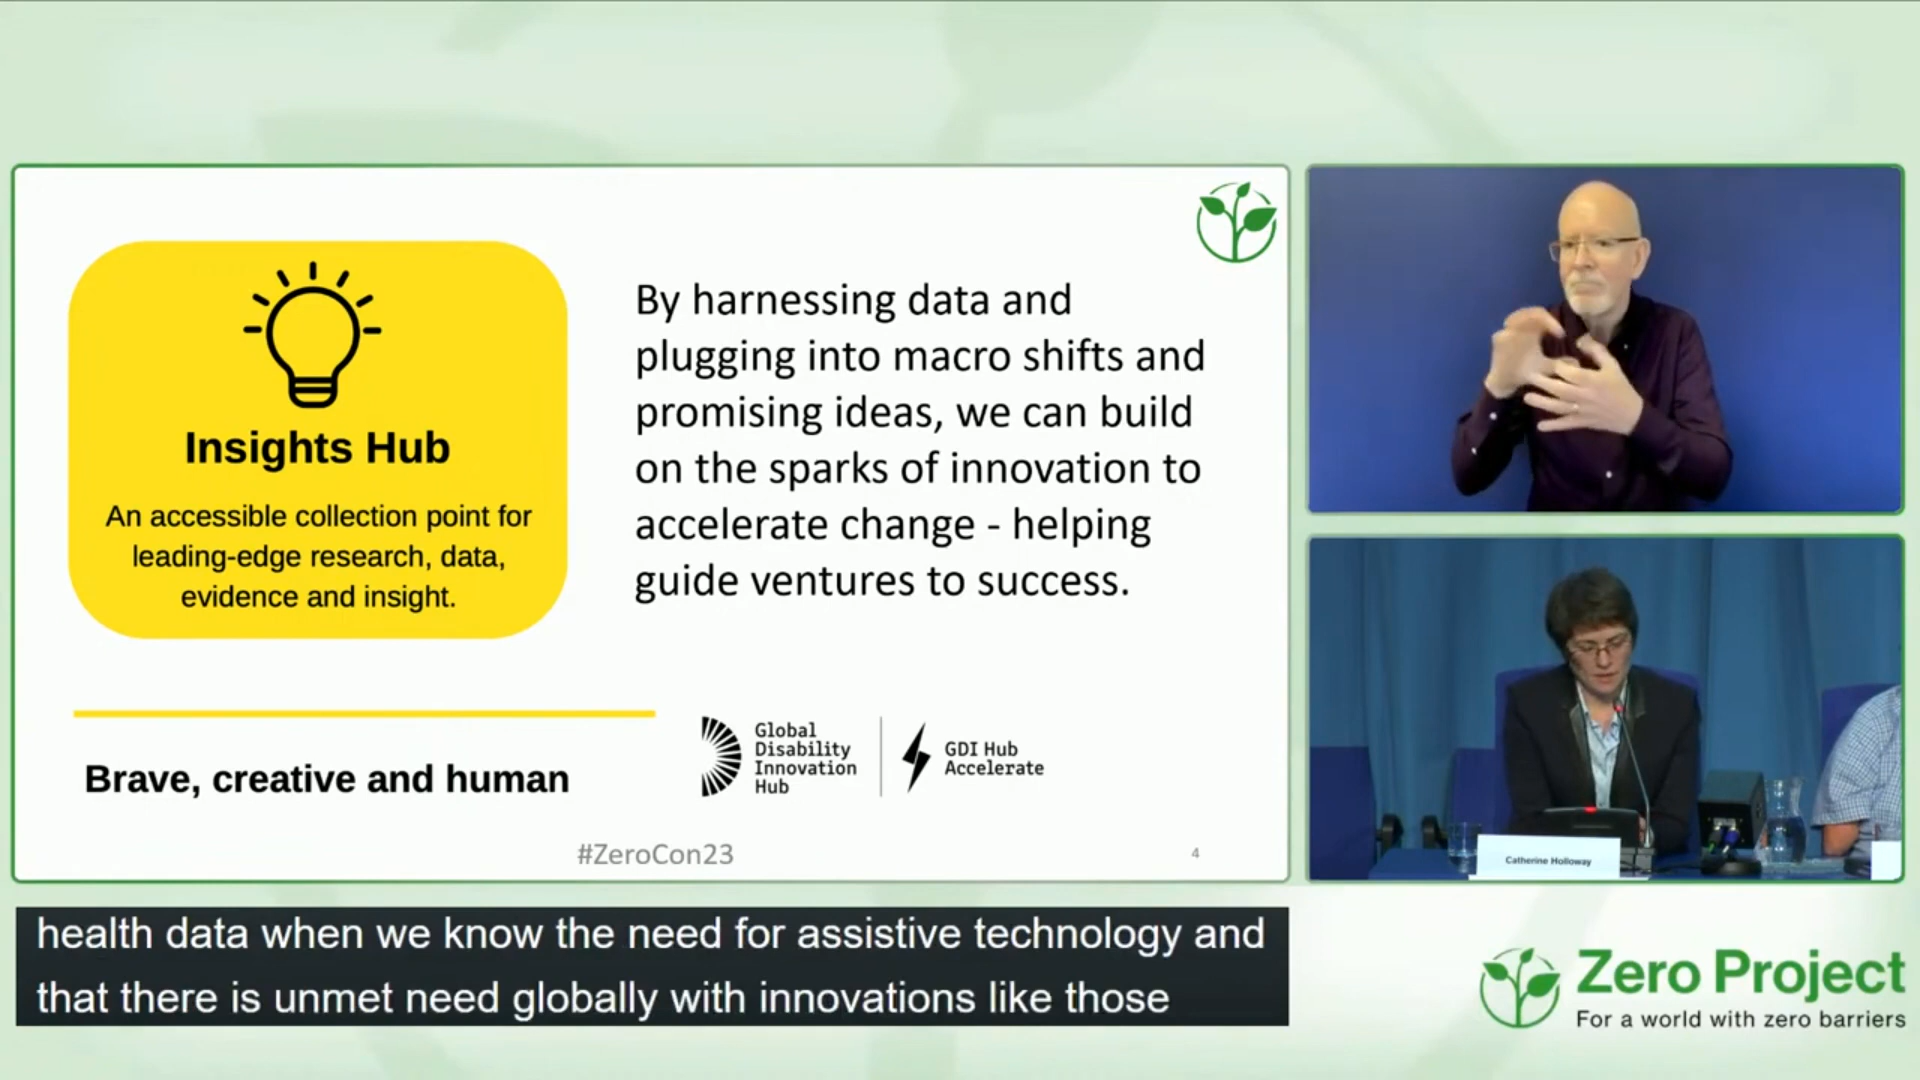 Insights Hub
An accessible collection point for
leading-edge research, data,
evidence and insight.
By harnessing data and
plugging into macro shifts and
promising ideas, we can build
on the sparks of innovation to
accelerate change - helping
guide ventures to success.
Brave, creative and human
Global
Disability
Innovation
Hub
GDI Hub
Accelerate
#ZeroCon23
4
Catherine Holloway
health data when we know the need for assistive technology and
that there is unmet need globally with innovations like those
Zero Project
For a world with zero barriers